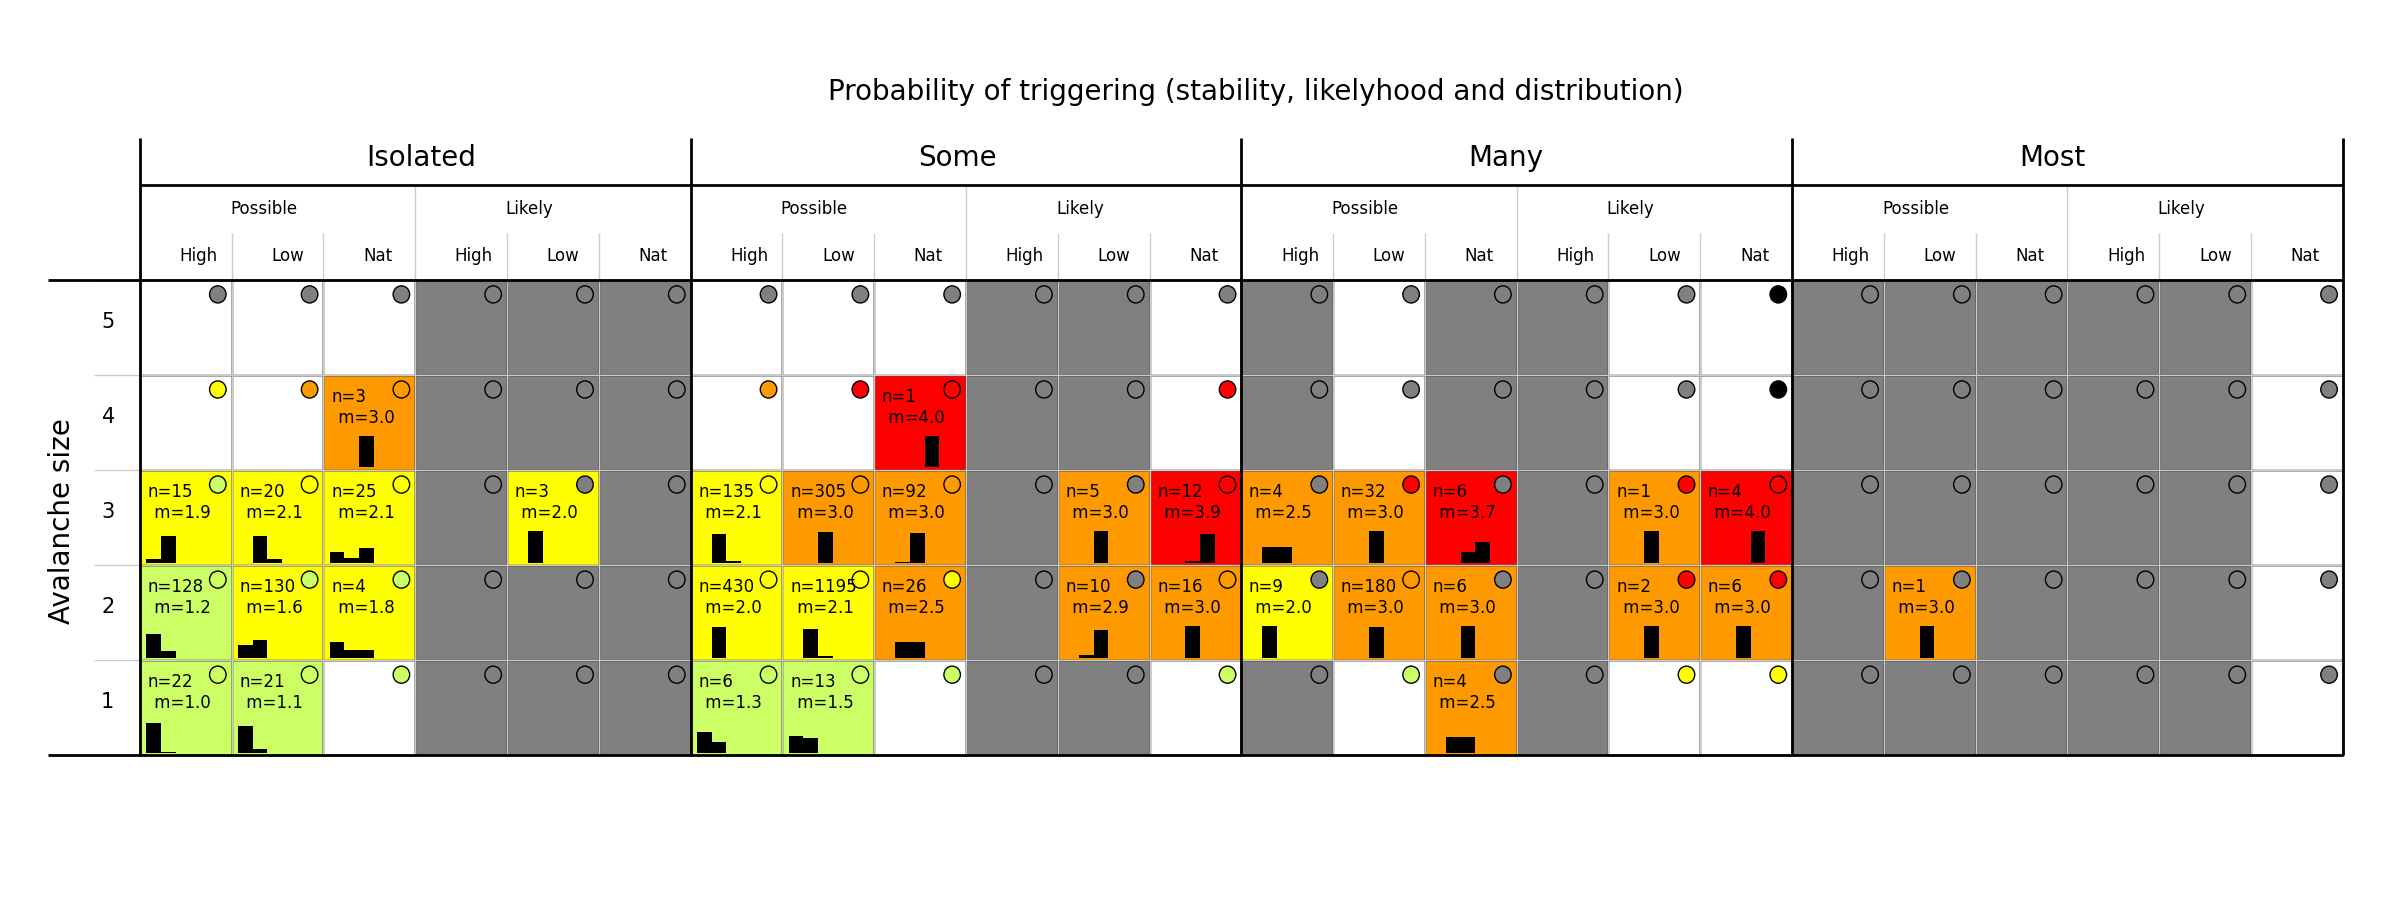 Probability of triggering (stability, likelyhood and distribution)
Isolated Some Many Most
Possible Likely Possible Likely Possible Likely Possible Likely
High Low Nat High Low Nat High Low Nat High Low Nat High Low Nat High Low Nat High Low Nat High Low Nat
Avalanche size
5
4
n=3 n=1
m=3.0 m=4.0
3
n=15 n=20 n=25 n=3 n=135 n=305 n=92 n=5 n=12 n=4 n=32 n=6 n=1 n=4
m=1.9 m=2.1 m=2.1 m=2.0 m=2.1 m=3.0 m=3.0 m=3.0 m=3.9 m=2.5 m=3.0 m=3.7 m=3.0 m=4.0
2
n=128 n=130 n=4 n=430 n=1195 n=26 n=10 n=16 n=9 n=180 n=6 n=2 n=6 n=1
m=1.2 m=1.6 m=1.8 m=2.0 m=2.1 m=2.5 m=2.9 m=3.0 m=2.0 m=3.0 m=3.0 m=3.0 m=3.0 m=3.0
1
n=22 n=21 n=6 n=13 n=4
m=1.0 m=1.1 m=1.3 m=1.5 m=2.5